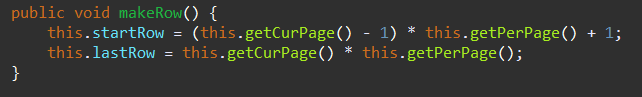 public void makeRow() {
    this.startRow = (this.getCurPage() - 1) * this.getPerPage() + 1;
    this.lastRow = this.getCurPage() * this.getPerPage();
}